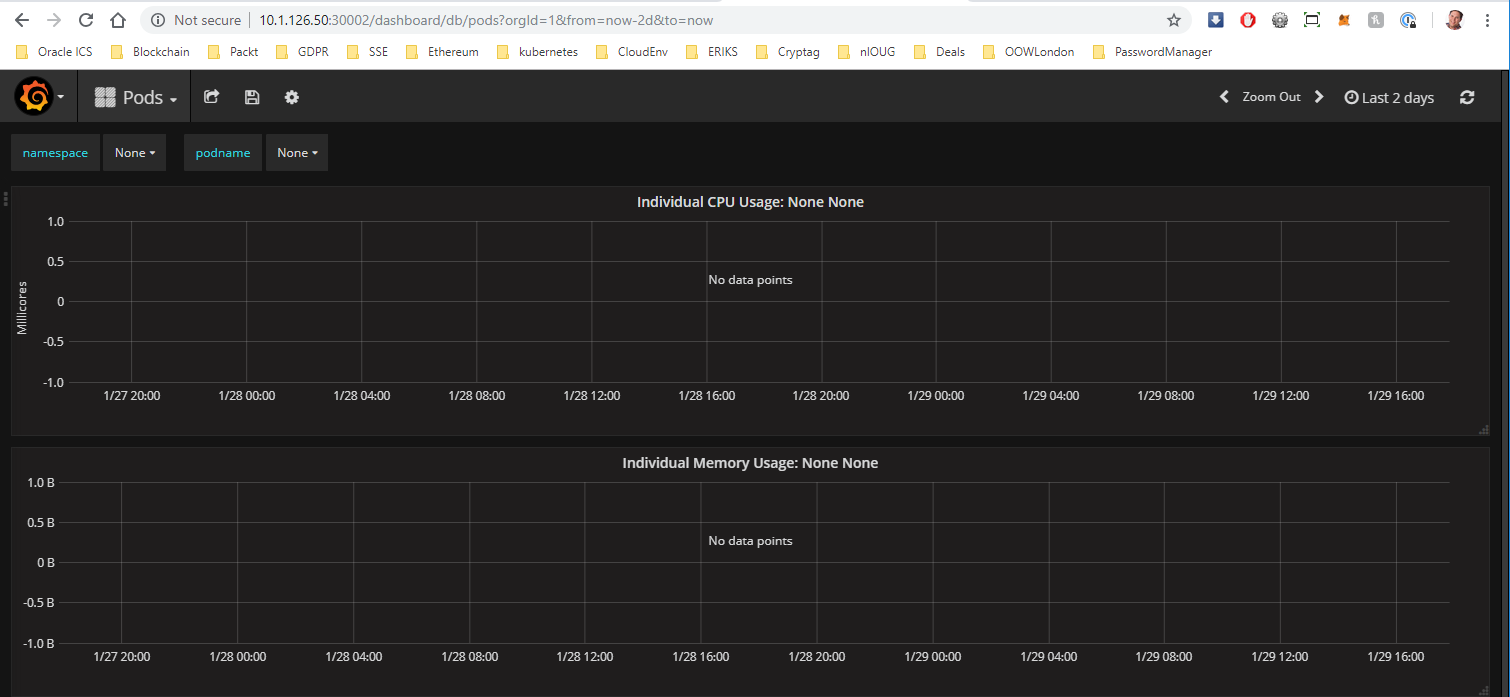 Not secure | 10.1.126.50:30002/dashboard/db/pods?orgId=1&from=now-2d&to=now
Oracle ICS Blockchain Packt GDPR SSE Ethereum kubernetes CloudEnv ERIKS Cryptag nlOUG Deals OOWLondon PasswordManager
Pods Zoom Out Last 2 days
namespace None podname None
Individual CPU Usage: None None
Millicores
1.0
0.5
No data points
0
-0.5
-1.0
1/27 20:00 1/28 00:00 1/28 04:00 1/28 08:00 1/28 12:00 1/28 16:00 1/28 20:00 1/29 00:00 1/29 04:00 1/29 08:00 1/29 12:00 1/29 16:00
Individual Memory Usage: None None
1.0 B
0.5 B
No data points
0 B
-0.5 B
-1.0 B
1/27 20:00 1/28 00:00 1/28 04:00 1/28 08:00 1/28 12:00 1/28 16:00 1/28 20:00 1/29 00:00 1/29 04:00 1/29 08:00 1/29 12:00 1/29 16:00